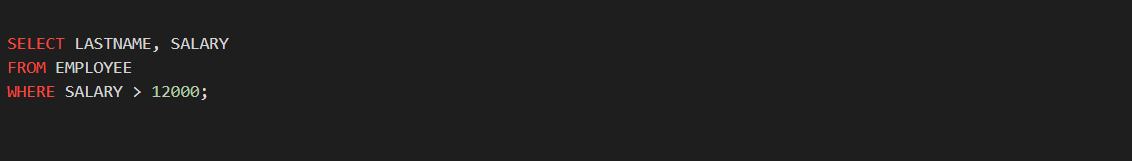 SELECT LASTNAME, SALARY
FROM EMPLOYEE
WHERE SALARY > 12000;